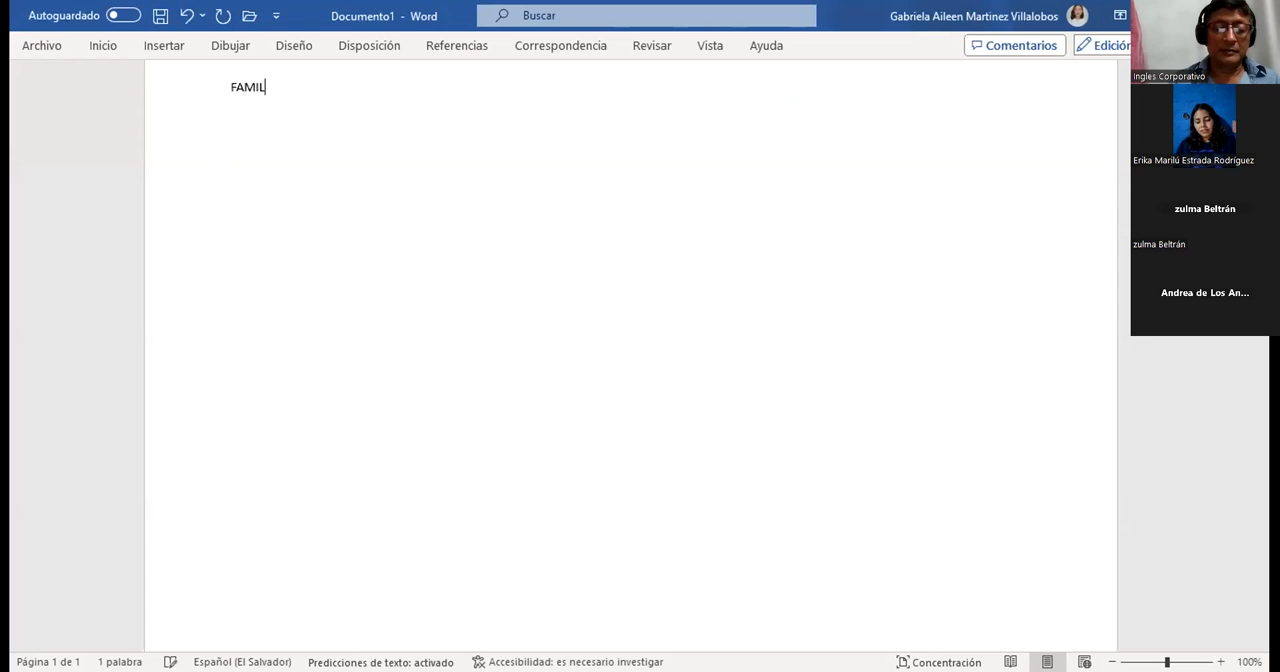 Autoguardado
Documento1 - Word
Buscar
Gabriela Aileen Martinez Villalobos
Archivo Inicio Insertar Dibujar Diseño Disposición Referencias Correspondencia Revisar Vista Ayuda
Comentarios
Edición
FAMIL
Ingles Corporativo
Erika Marilú Estrada Rodríguez
zulma Beltrán
zulma Beltrán
Andrea de Los An...
Página 1 de 1 1 palabra Español (El Salvador) Predicciones de texto: activado Accesibilidad: es necesario investigar Concentración 100%